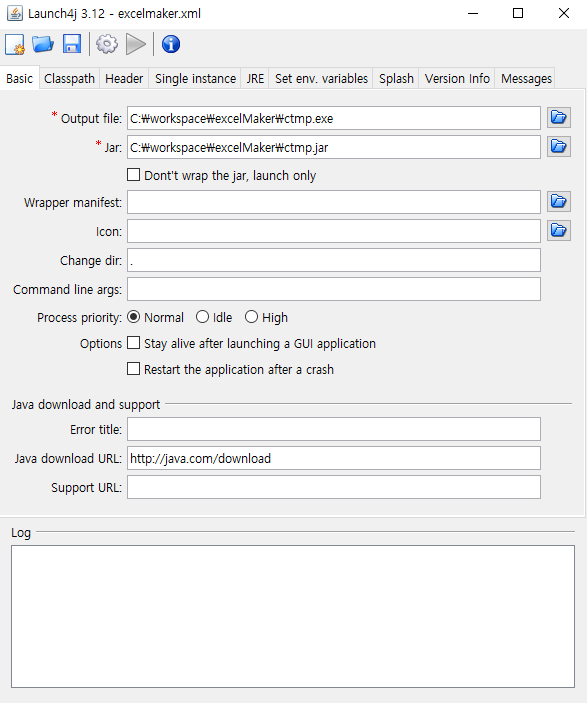 Launch4j 3.12 - excelmaker.xml
Basic Classpath Header Single instance JRE Set env. variables Splash Version Info Messages
* Output file: C:₩workspace₩excelMaker₩ctmp.exe
* Jar: C:₩workspace₩excelMaker₩ctmp.jar
Dont't wrap the jar, launch only
Wrapper manifest:
Icon:
Change dir: .
Command line args:
Process priority: Normal Idle High
Options Stay alive after launching a GUI application
Restart the application after a crash
Java download and support
Error title:
Java download URL: http://java.com/download
Support URL:
Log